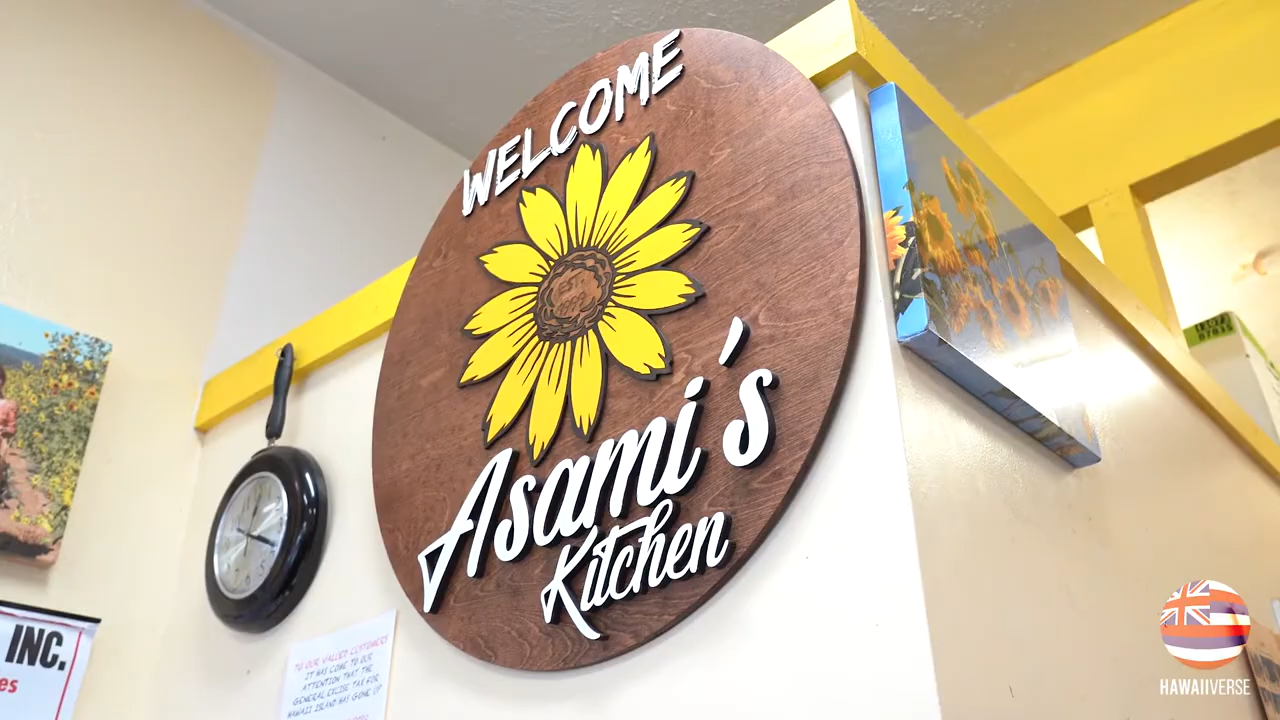 WELCOME
Asami's
Kitchen
INC.
es
TO OUR VALUED CUSTOMERS
IT HAS COME TO OUR
ATTENTION THAT THE
GENERAL EXCISE TAX FOR
HAWAII ISLAND HAS GONE UP
HAWAIIVERSE